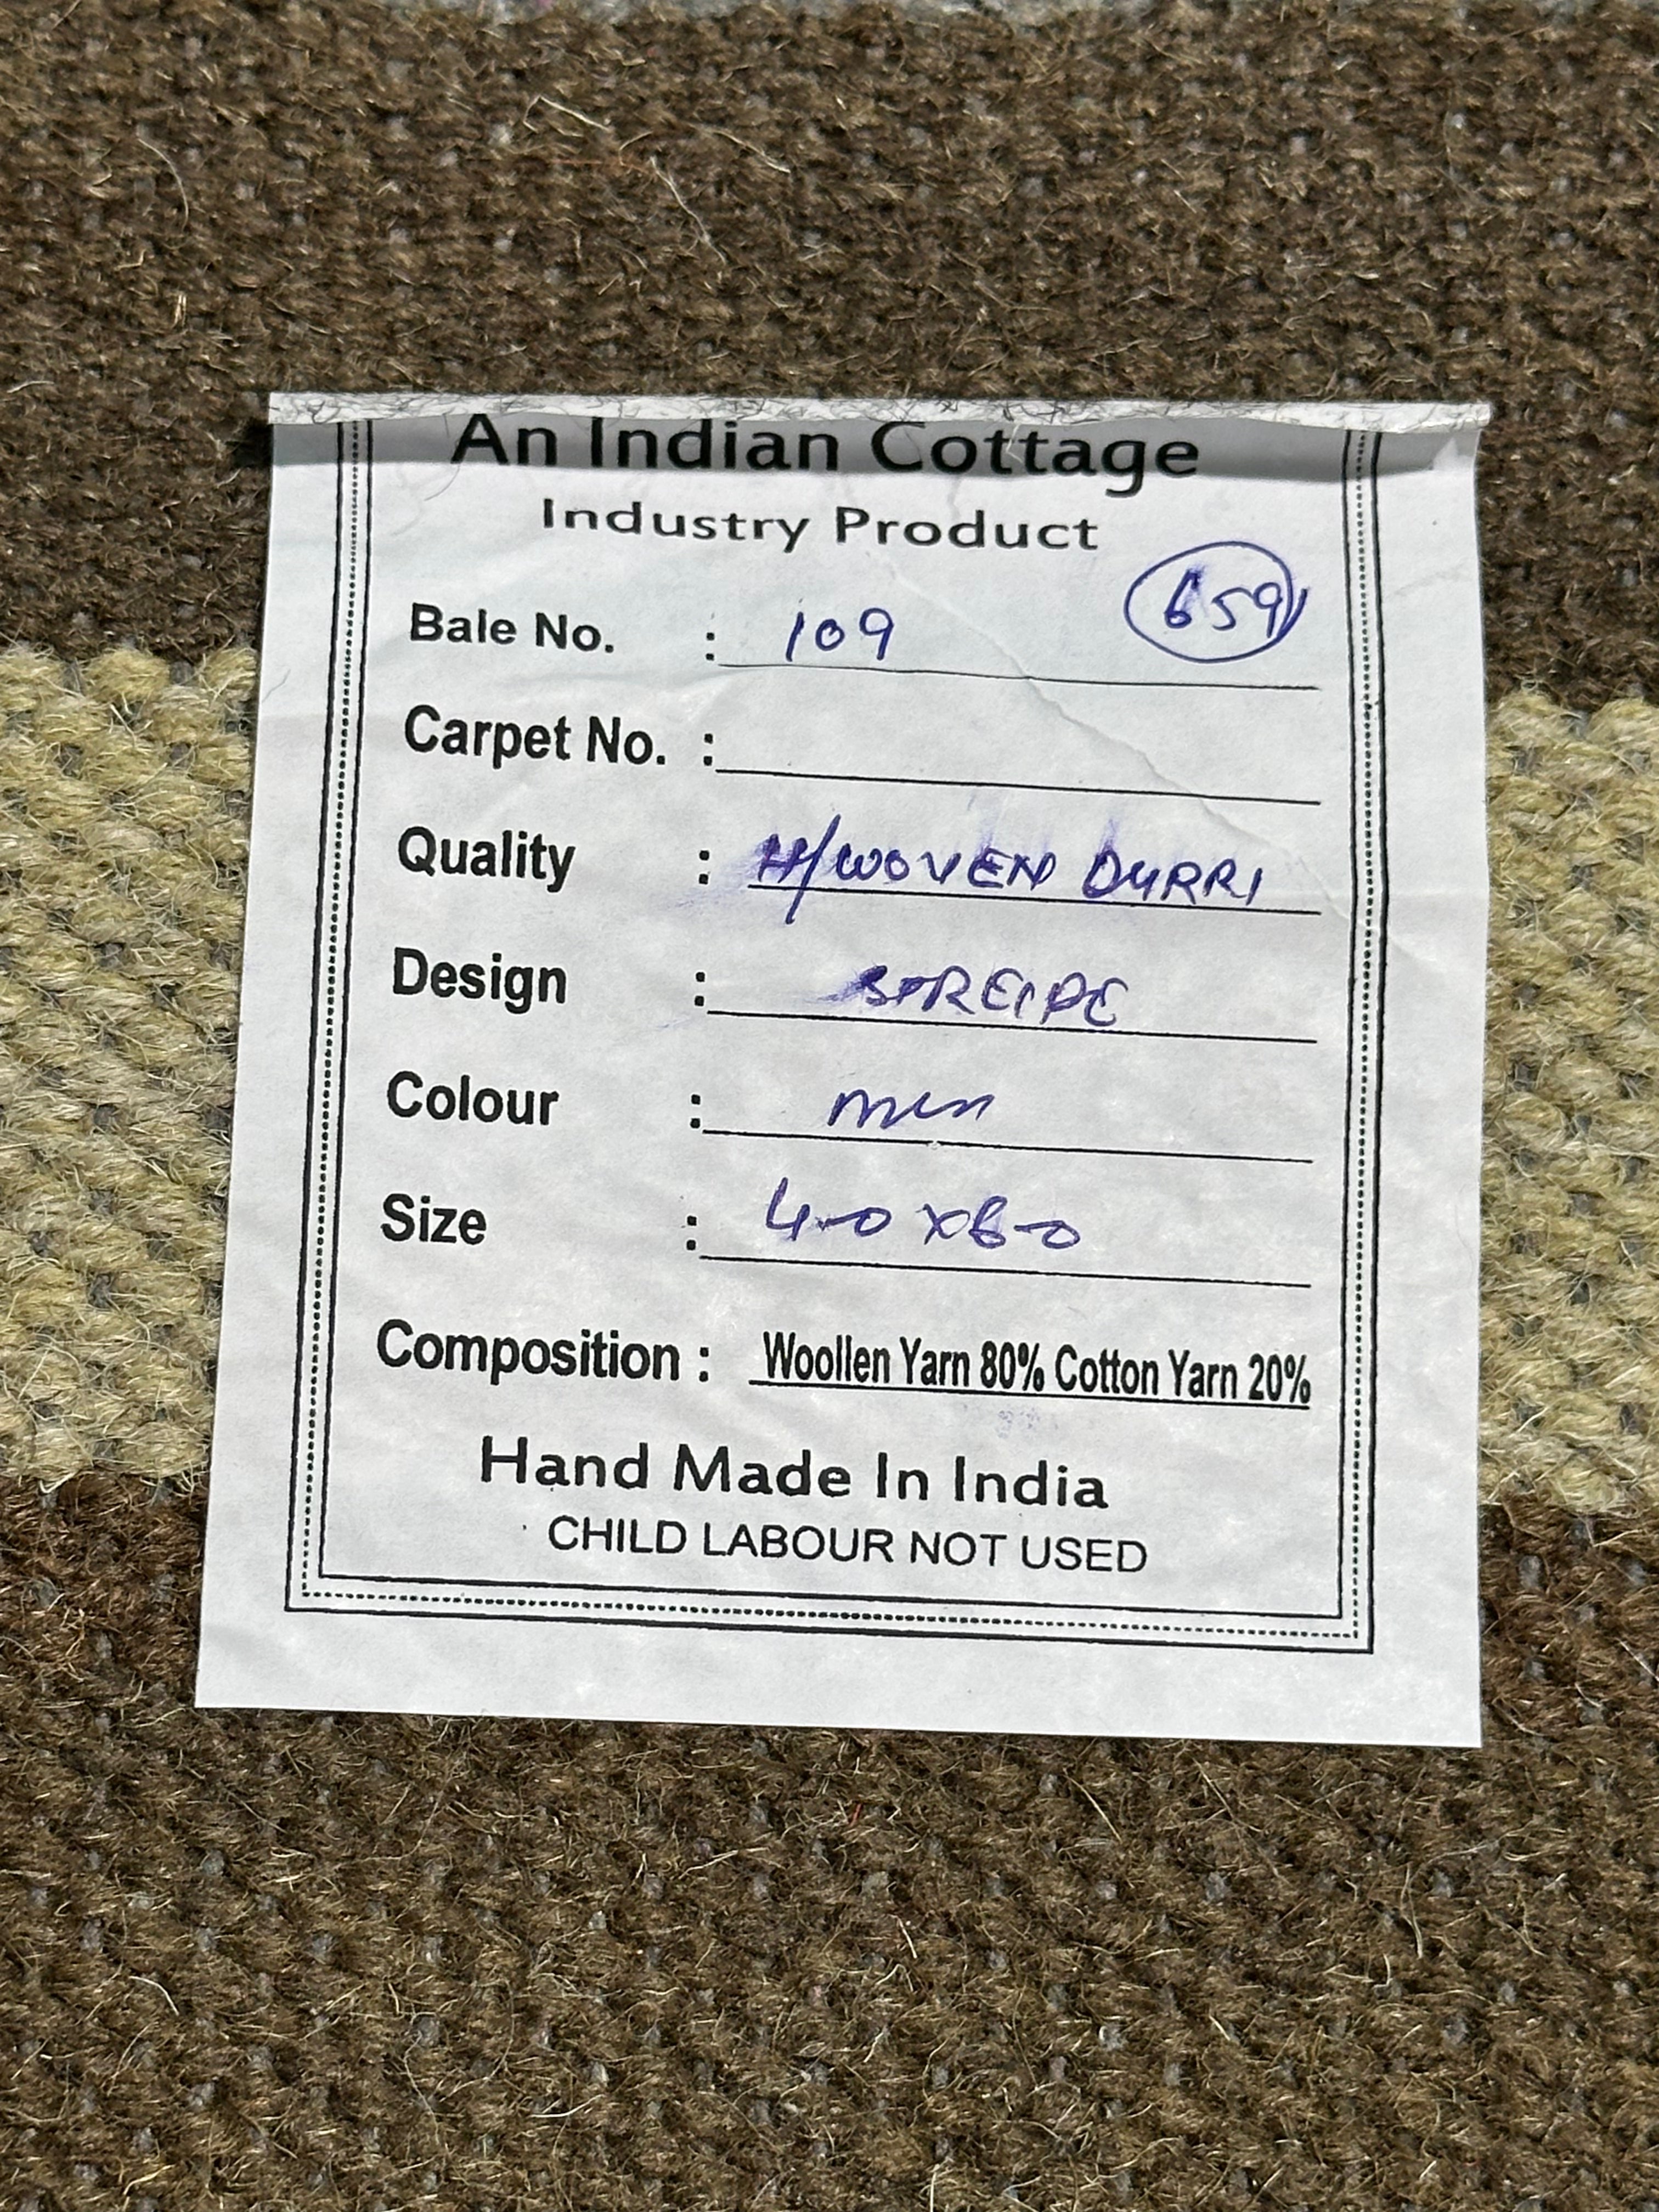 An Indian Cottage
Industry Product
659
Bale No. : 109
Carpet No. :
Quality : H/WOVEN DURRI
Design : STREIPE
Colour :
Size : 4-0 x 6-0
Composition : Woollen Yarn 80% Cotton Yarn 20%
Hand Made In India
CHILD LABOUR NOT USED